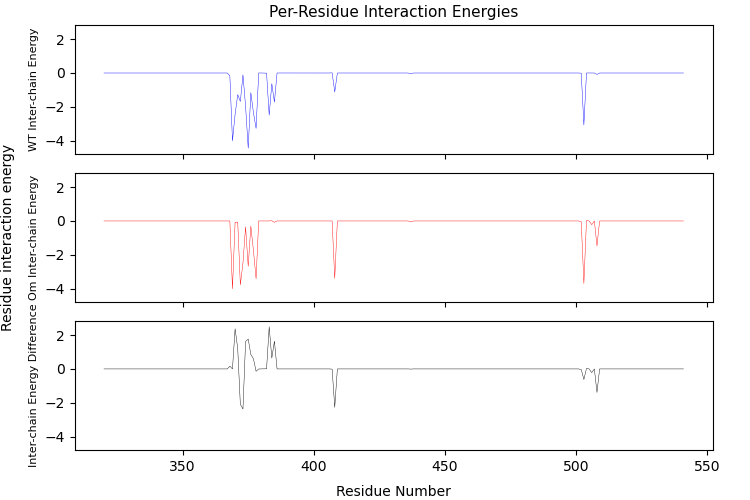 Per-Residue Interaction Energies
Residue interaction energy
WT Inter-chain Energy
2
0
−2
−4
Om Inter-chain Energy
2
0
−2
−4
Inter-chain Energy Difference
2
0
−2
−4
350
400
450
500
550
Residue Number